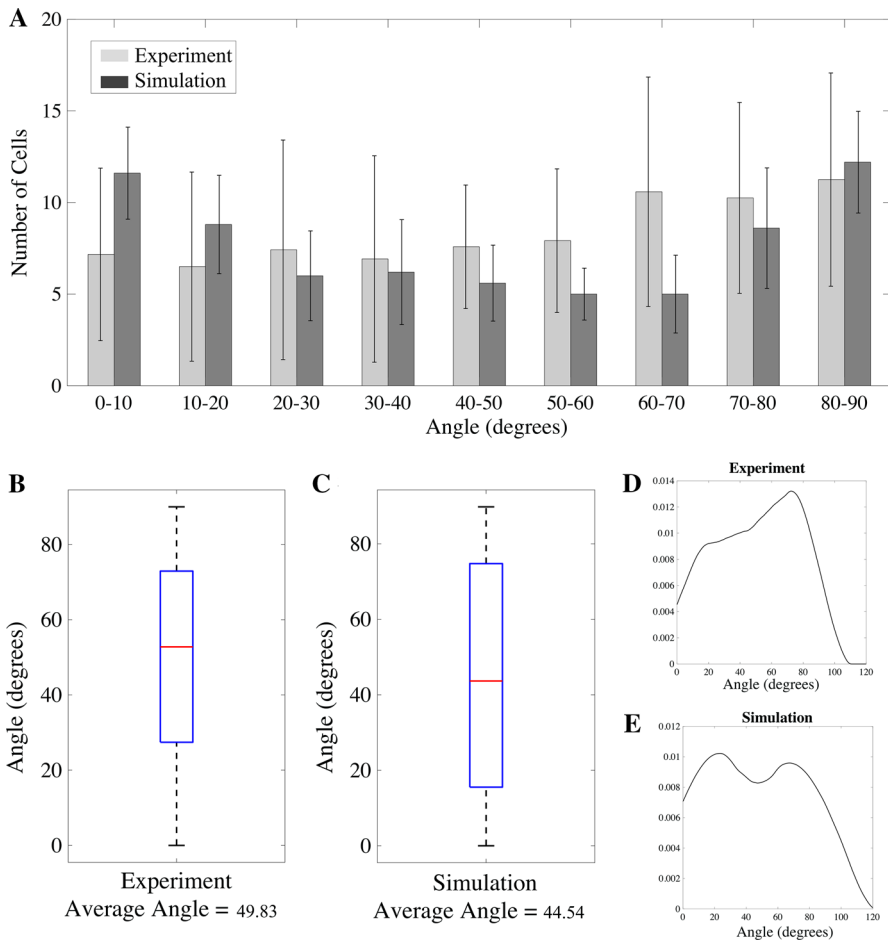 A
20
15
10
5
0
Number of Cells
Experiment
Simulation
0-10 10-20 20-30 30-40 40-50 50-60 60-70 70-80 80-90
Angle (degrees)
B
80
60
40
20
0
Angle (degrees)
Experiment
Average Angle = 49.83
C
80
60
40
20
0
Angle (degrees)
Simulation
Average Angle = 44.54
D
Experiment
0.014
0.012
0.01
0.008
0.006
0.004
0.002
0
0 20 40 60 80 100 120
Angle (degrees)
E
Simulation
0.012
0.01
0.008
0.006
0.004
0.002
0
0 20 40 60 80 100 120
Angle (degrees)